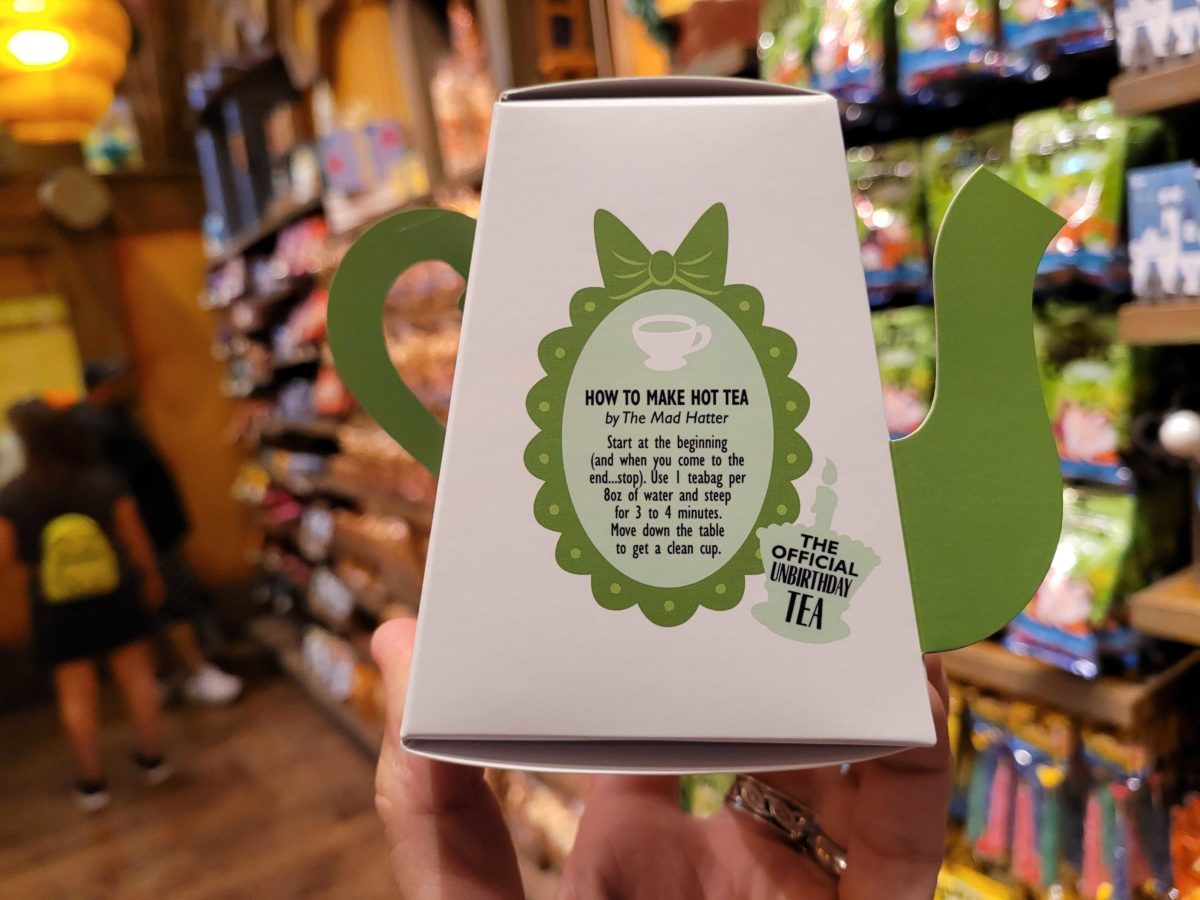 HOW TO MAKE HOT TEA
by The Mad Hatter
Start at the beginning
(and when you come to the
end...stop). Use 1 teabag per
8oz of water and steep
for 3 to 4 minutes.
Move down the table
to get a clean cup.
THE
OFFICIAL
UNBIRTHDAY
TEA